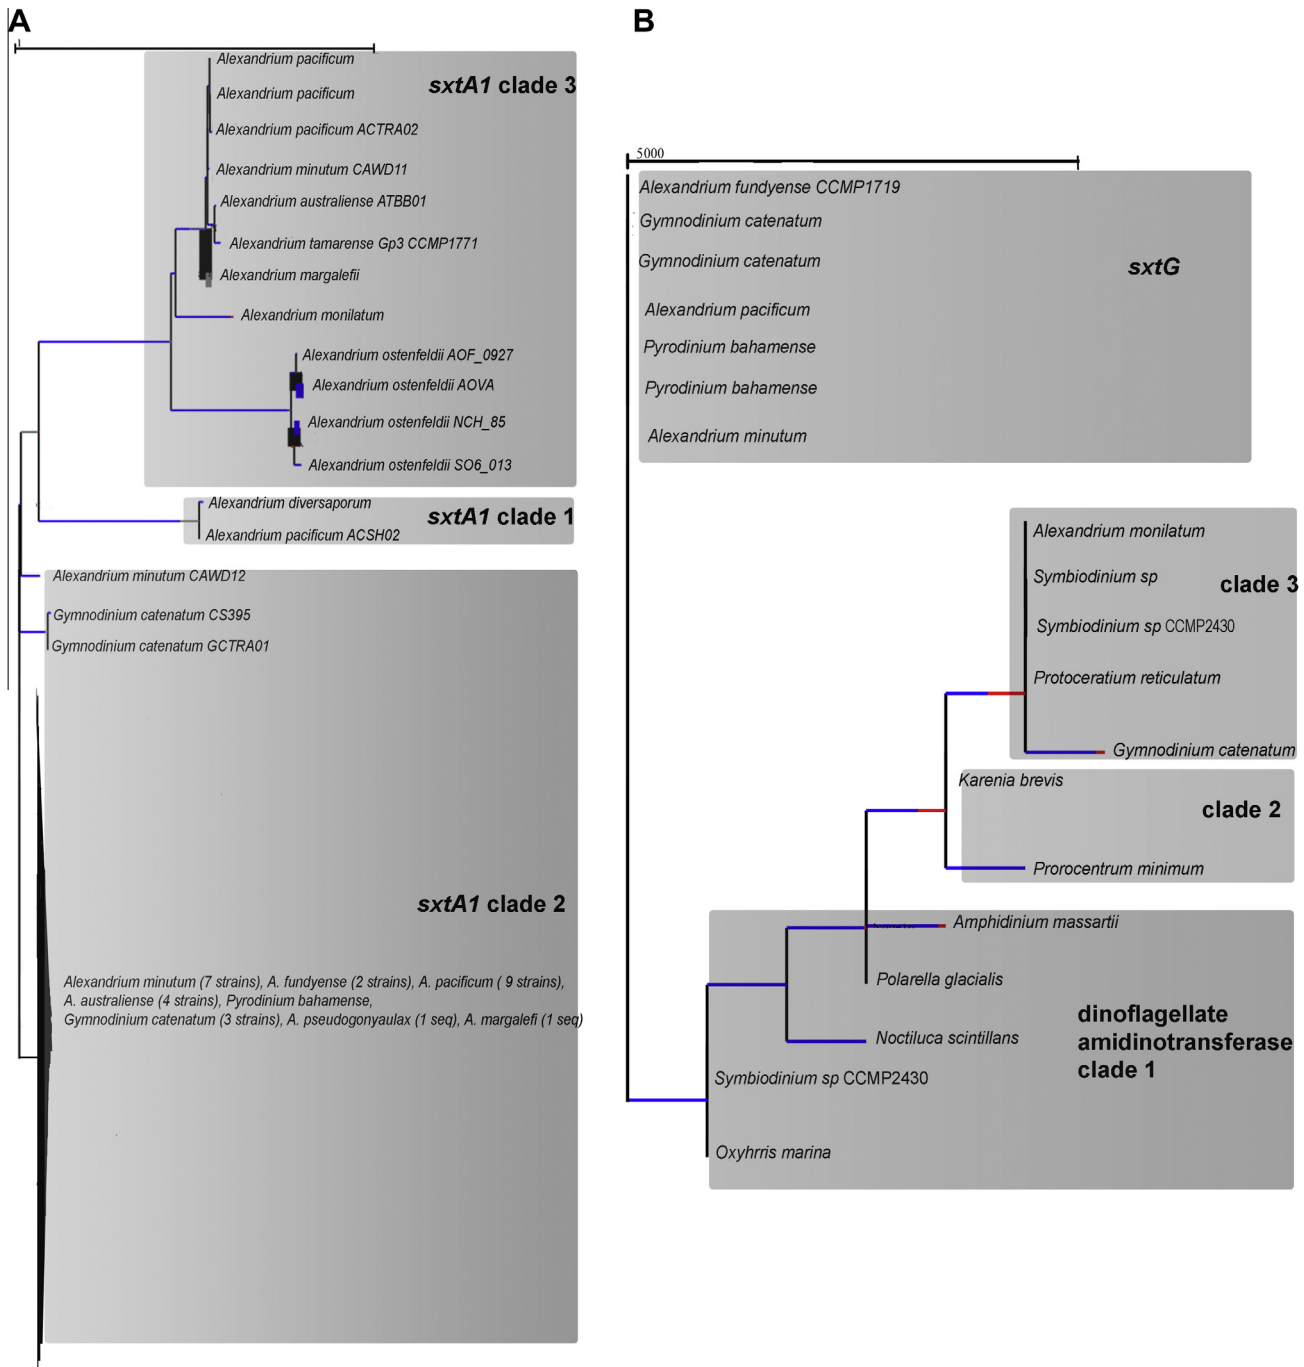 A
Alexandrium pacificum
sxtA1 clade 3
Alexandrium pacificum
Alexandrium pacificum ACTRA02
Alexandrium minutum CAWD11
Alexandrium australiense ATBB01
Alexandrium tamarense Gp3 CCMP1771
Alexandrium margalefii
Alexandrium monilatum
Alexandrium ostenfeldii AOF_0927
Alexandrium ostenfeldii AOVA
Alexandrium ostenfeldii NCH_85
Alexandrium ostenfeldii SO6_013
Alexandrium diversaporum
sxtA1 clade 1
Alexandrium pacificum ACSH02
Alexandrium minutum CAWD12
Gymnodinium catenatum CS395
Gymnodinium catenatum GCTRA01
sxtA1 clade 2
Alexandrium minutum (7 strains), A. fundyense (2 strains), A. pacificum ( 9 strains),
A. australiense (4 strains), Pyrodinium bahamense,
Gymnodinium catenatum (3 strains), A. pseudogonyaulax (1 seq), A. margalefi (1 seq)
B
5000
Alexandrium fundyense CCMP1719
Gymnodinium catenatum
Gymnodinium catenatum
sxtG
Alexandrium pacificum
Pyrodinium bahamense
Pyrodinium bahamense
Alexandrium minutum
Alexandrium monilatum
Symbiodinium sp
clade 3
Symbiodinium sp CCMP2430
Protoceratium reticulatum
Gymnodinium catenatum
Karenia brevis
clade 2
Prorocentrum minimum
Amphidinium massartii
Polarella glacialis
dinoflagellate
amidinotransferase
clade 1
Noctiluca scintillans
Symbiodinium sp CCMP2430
Oxyhrris marina